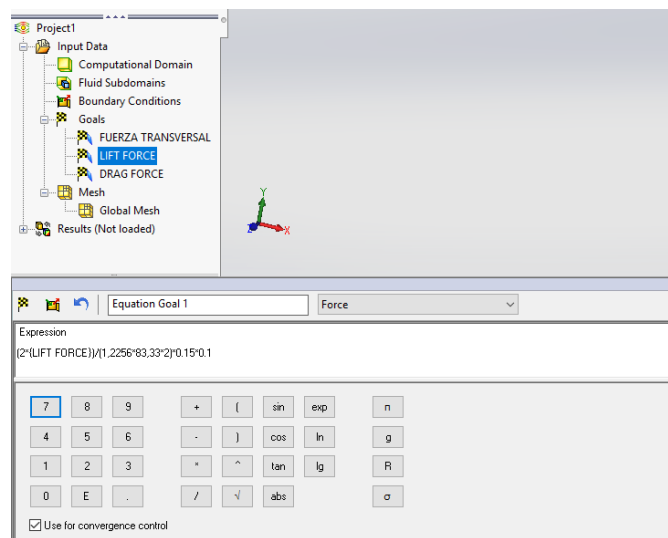 Project1
Input Data
Computational Domain
Fluid Subdomains
Boundary Conditions
Goals
FUERZA TRANSVERSAL
LIFT FORCE
DRAG FORCE
Mesh
Global Mesh
Results (Not loaded)
Y
Z X
Equation Goal 1 Force
Expression
(2*{LIFT FORCE})/(1,2256*83,33*2)*0.15*0.1
7 8 9 + ( sin exp п
4 5 6 - ) cos ln g
1 2 3 * ^ tan lg R
0 E . / √ abs σ
Use for convergence control